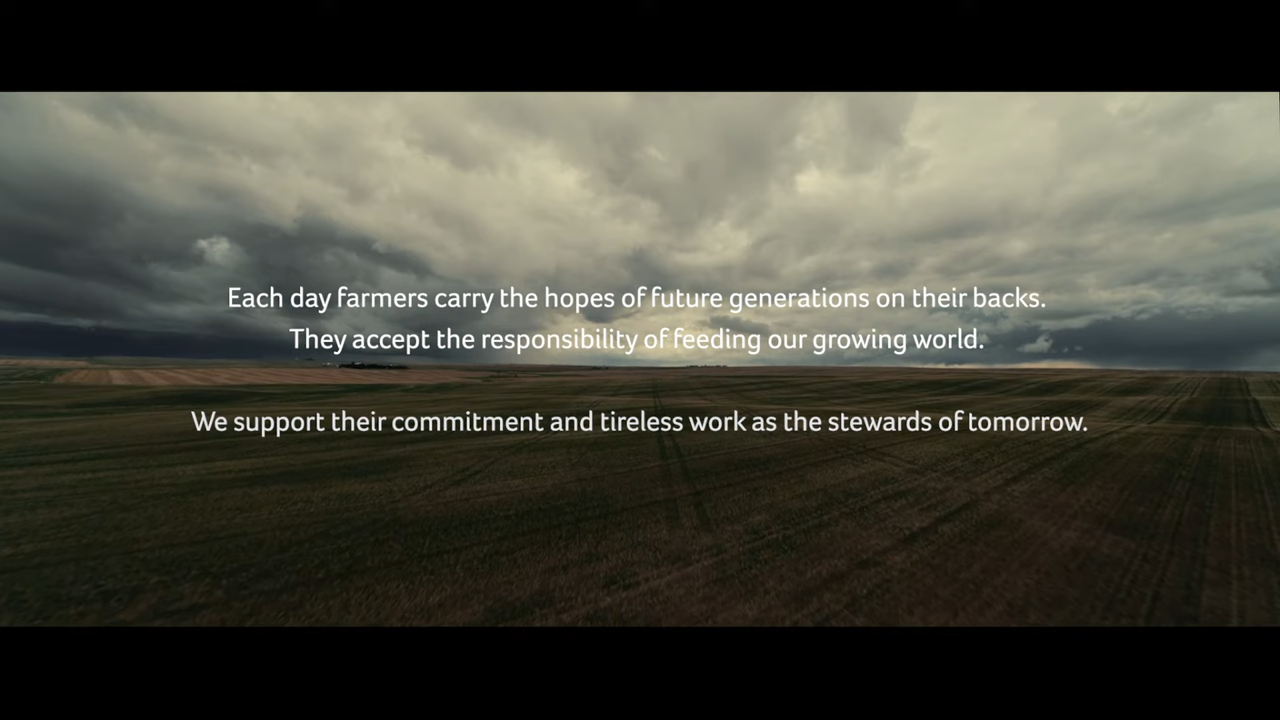 Each day farmers carry the hopes of future generations on their backs.
They accept the responsibility of feeding our growing world.
We support their commitment and tireless work as the stewards of tomorrow.